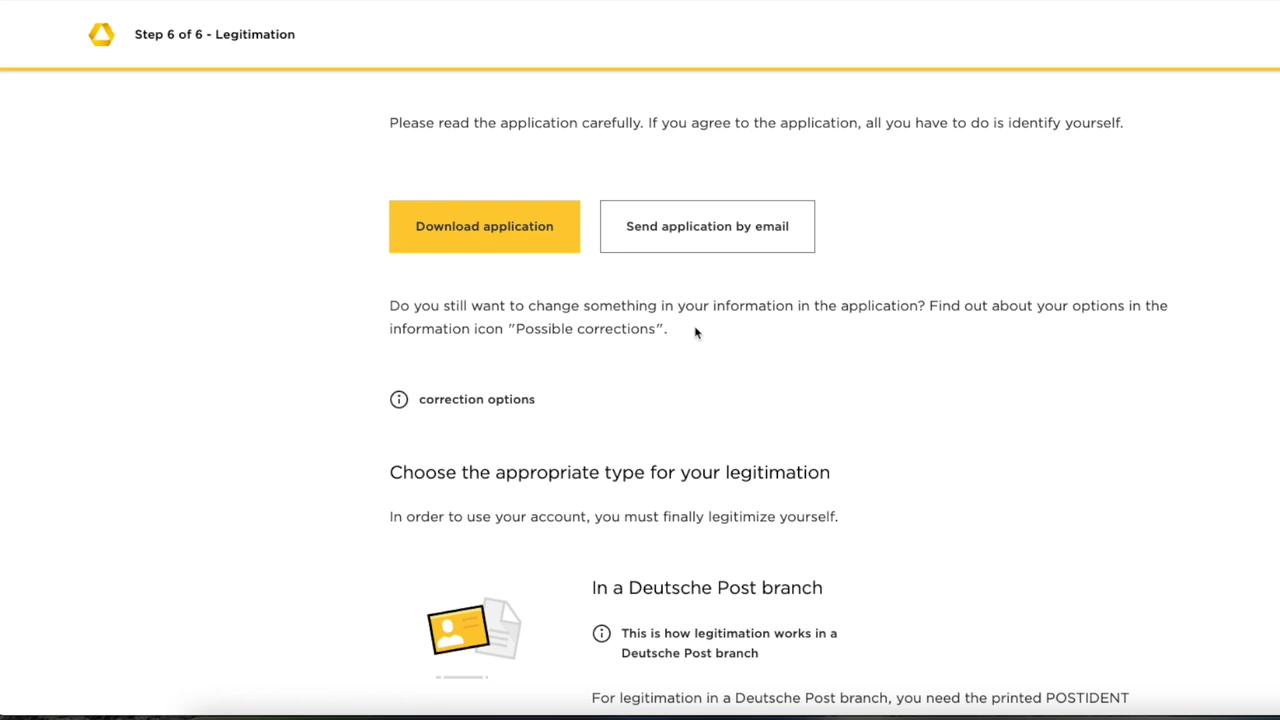 Step 6 of 6 - Legitimation
Please read the application carefully. If you agree to the application, all you have to do is identify yourself.
Download application
Send application by email
Do you still want to change something in your information in the application? Find out about your options in the
information icon "Possible corrections".
correction options
Choose the appropriate type for your legitimation
In order to use your account, you must finally legitimize yourself.
In a Deutsche Post branch
This is how legitimation works in a
Deutsche Post branch
For legitimation in a Deutsche Post branch, you need the printed POSTIDENT